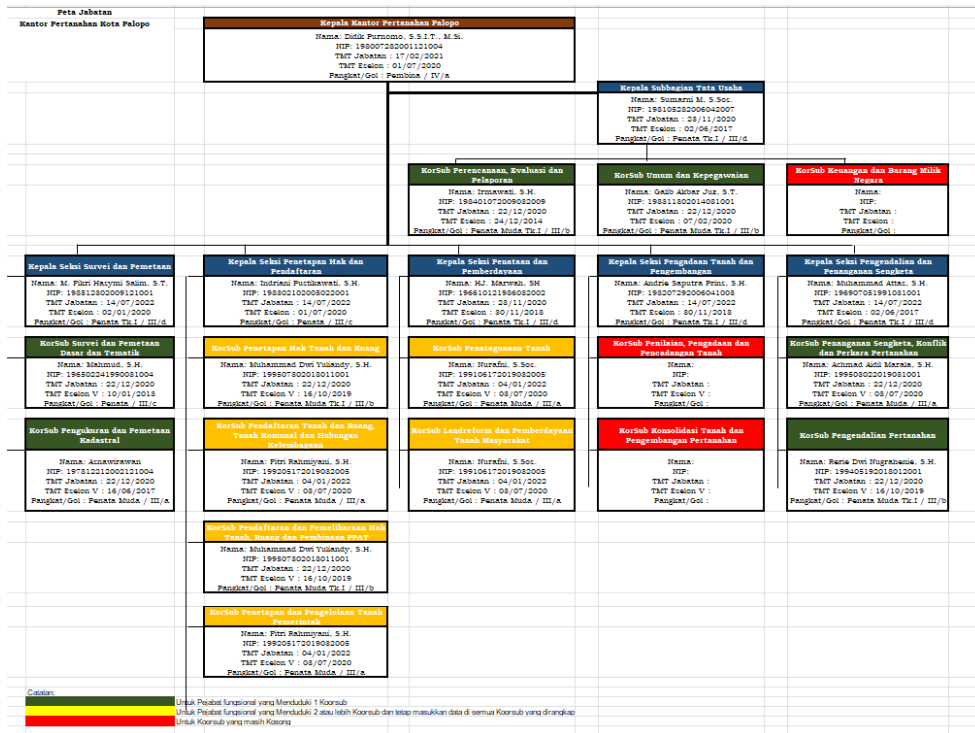 Peta Jabatan
Kantor Pertanahan Kota Palopo
Kepala Kantor Pertanahan Palopo
Nama: Didik Purnomo, S.S.I.T., M.Si.
NIP: 198007282001121004
TMT Jabatan : 17/02/2021
TMT Eselon : 01/07/2020
Pangkat/Gol : Pembina / IV/a
Kepala Subbagian Tata Usaha
Nama: Sumarni M, S.Sos.
NIP: 198105282006042007
TMT Jabatan : 28/11/2020
TMT Eselon : 02/06/2017
Pangkat/Gol : Penata Tk.I / III/d
KorSub Perencanaan, Evaluasi dan
Pelaporan
Nama: Irmawati, S.H.
NIP: 198401072009082009
TMT Jabatan : 22/12/2020
TMT Eselon : 24/12/2014
Pangkat/Gol : Penata Muda Tk.I / III/b
KorSub Umum dan Kepegawaian
Nama: Galib Akbar Juz, S.T.
NIP: 198811802014081001
TMT Jabatan : 22/12/2020
TMT Eselon : 07/02/2020
Pangkat/Gol : Penata Muda Tk.I / III/b
KorSub Keuangan dan Barang Milik
Negara
Nama:
NIP:
TMT Jabatan :
TMT Eselon :
Pangkat/Gol :
Kepala Seksi Survei dan Pemetaan
Nama: M. Fikri Hasymi Salim, S.T.
NIP: 198512802009121001
TMT Jabatan : 14/07/2022
TMT Eselon : 02/01/2020
Pangkat/Gol : Penata Tk.I / III/d
Kepala Seksi Penetapan Hak dan
Pendaftaran
Nama: Indriani Pustikawati, S.H.
NIP: 198802102005022001
TMT Jabatan : 14/07/2022
TMT Eselon : 01/07/2020
Pangkat/Gol : Penata / III/c
Kepala Seksi Penataan dan
Pemberdayaan
Nama: HJ. Marwah, SH
NIP: 196610121986082002
TMT Jabatan : 28/11/2020
TMT Eselon : 80/11/2018
Pangkat/Gol : Penata Tk.I / III/d
Kepala Seksi Pengadaan Tanah dan
Pengembangan
Nama: Andrie Saputra Prins, S.H.
NIP: 198207292006041008
TMT Jabatan : 14/07/2022
TMT Eselon : 80/11/2018
Pangkat/Gol : Penata Tk.I / III/d
Kepala Seksi Pengendalian dan
Penanganan Sengketa
Nama: Muhammad Attas, S.H.
NIP: 196907051991081001
TMT Jabatan : 14/07/2022
TMT Eselon : 02/06/2017
Pangkat/Gol : Penata Tk.I / III/d
KorSub Survei dan Pemetaan
Dasar dan Tematik
Nama: Mahmud, S.H.
NIP: 196502241990081004
TMT Jabatan : 22/12/2020
TMT Eselon V : 10/01/2018
Pangkat/Gol : Penata / III/c
KorSub Penetapan Hak Tanah dan Ruang
Nama: Muhammad Dwi Yuliandy, S.H.
NIP: 199507802018011001
TMT Jabatan : 22/12/2020
TMT Eselon V : 16/10/2019
Pangkat/Gol : Penata Muda Tk.I / III/b
KorSub Penatagunaan Tanah
Nama: Nurafni, S.Sos.
NIP: 199106172019082005
TMT Jabatan : 04/01/2022
TMT Eselon V : 08/07/2020
Pangkat/Gol : Penata Muda / III/a
KorSub Penilaian, Pengadaan dan
Pencadangan Tanah
Nama:
NIP:
TMT Jabatan :
TMT Eselon V :
Pangkat/Gol :
KorSub Penanganan Sengketa, Konflik
dan Perkara Pertanahan
Nama: Achmad Aidil Marala, S.H.
NIP: 199508022019081001
TMT Jabatan : 22/12/2020
TMT Eselon V : 08/07/2020
Pangkat/Gol : Penata Muda / III/a
KorSub Pengukuran dan Pemetaan
Kadastral
Nama: Asnawirawan
NIP: 197812212002121004
TMT Jabatan : 22/12/2020
TMT Eselon V : 16/06/2017
Pangkat/Gol : Penata Muda / III/a
KorSub Pendaftaran Tanah dan Ruang,
Tanah Komunal dan Hubungan
Kelembagaan
Nama: Fitri Rahmiyani, S.H.
NIP: 199205172019082005
TMT Jabatan : 04/01/2022
TMT Eselon V : 08/07/2020
Pangkat/Gol : Penata Muda / III/a
KorSub Landreform dan Pemberdayaan
Tanah Masyarakat
Nama: Nurafni, S.Sos.
NIP: 199106172019082005
TMT Jabatan : 04/01/2022
TMT Eselon V : 08/07/2020
Pangkat/Gol : Penata Muda / III/a
KorSub Konsolidasi Tanah dan
Pengembangan Pertanahan
Nama:
NIP:
TMT Jabatan :
TMT Eselon V :
Pangkat/Gol :
KorSub Pengendalian Pertanahan
Nama: Rerie Dwi Nugrahenie, S.H.
NIP: 199405192018012001
TMT Jabatan : 22/12/2020
TMT Eselon V : 16/10/2019
Pangkat/Gol : Penata Muda Tk.I / III/b
KorSub Pendaftaran dan Pemeliharaan Hak
Tanah, Ruang dan Pembinaan PPAT
Nama: Muhammad Dwi Yuliandy, S.H.
NIP: 199507802018011001
TMT Jabatan : 22/12/2020
TMT Eselon V : 16/10/2019
Pangkat/Gol : Penata Muda Tk.I / III/b
KorSub Penetapan dan Pengelolaan Tanah
Pemerintah
Nama: Fitri Rahmiyani, S.H.
NIP: 199205172019082005
TMT Jabatan : 04/01/2022
TMT Eselon V : 08/07/2020
Pangkat/Gol : Penata Muda / III/a
Catatan:
Untuk Pejabat fungsional yang Menduduki 1 Koorsub
Untuk Pejabat fungsional yang Menduduki 2 atau lebih Koorsub dan tetap masukkan data di semua Koorsub yang dirangkap
Untuk Koorsub yang masih Kosong